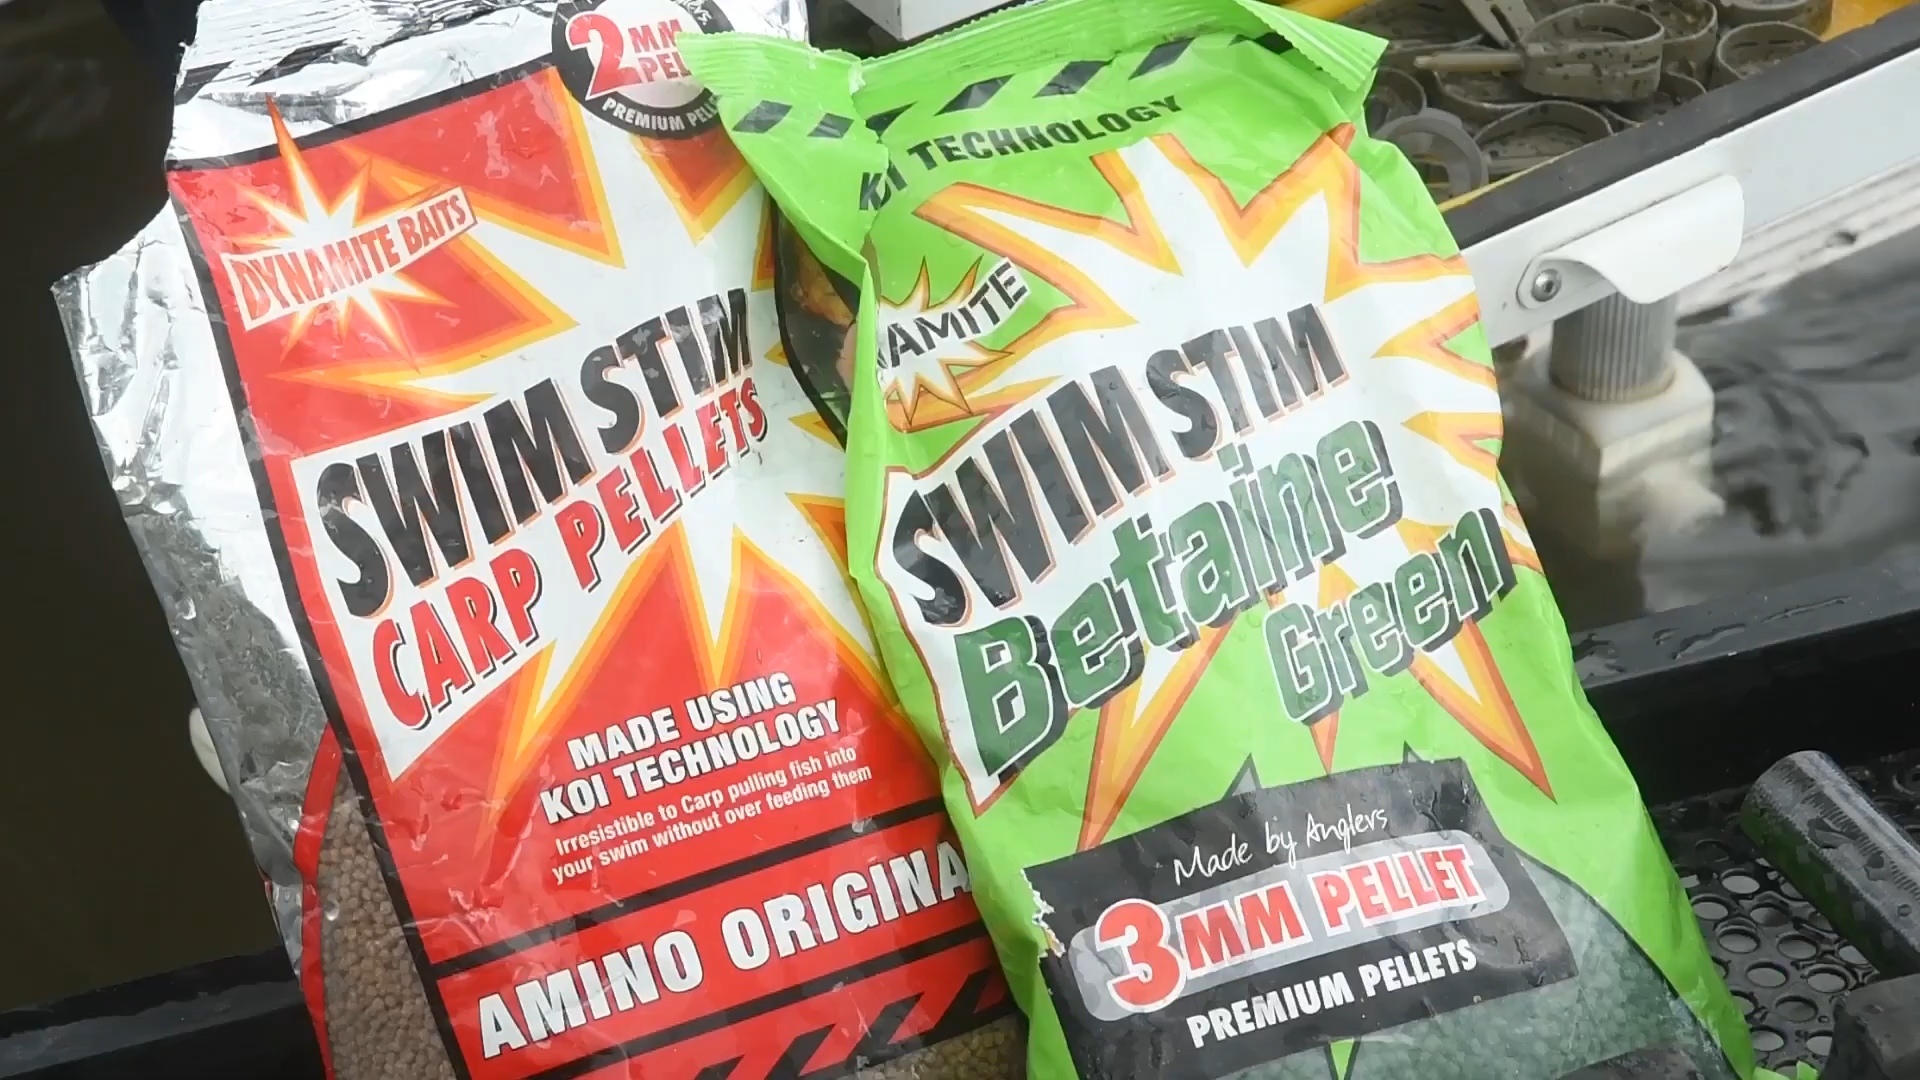 2MM
PREMIUM
DYNAMITE BAITS
SWIM STIM
CARP PELLETS
MADE USING
KOI TECHNOLOGY
Irresistible to Carp pulling fish into
your swim without over feeding them
AMINO ORIGINA
KOI TECHNOLOGY
AMITE
SWIM STIM
Betaine
Green
Made by Anglers
3MM PELLET
PREMIUM PELLETS